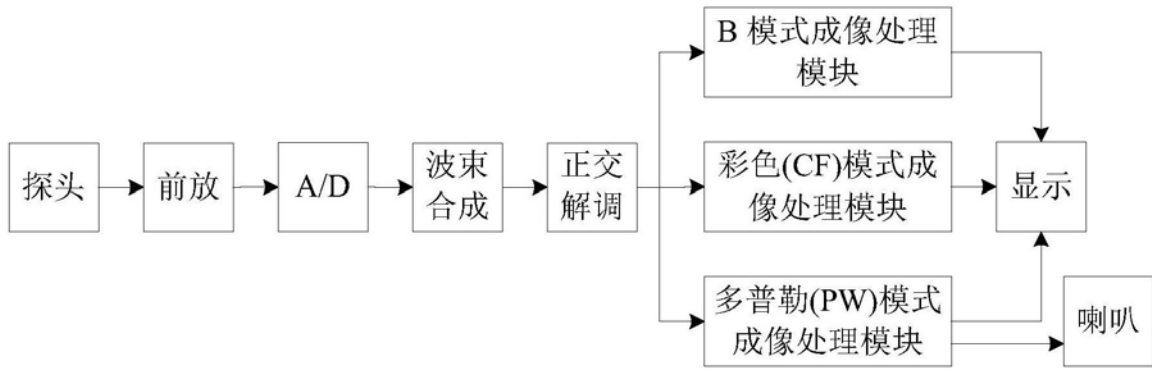 B 模式成像处理
模块
探头
前放
A/D
波束
合成
正交
解调
彩色(CF)模式成
像处理模块
显示
多普勒(PW)模式
成像处理模块
喇叭